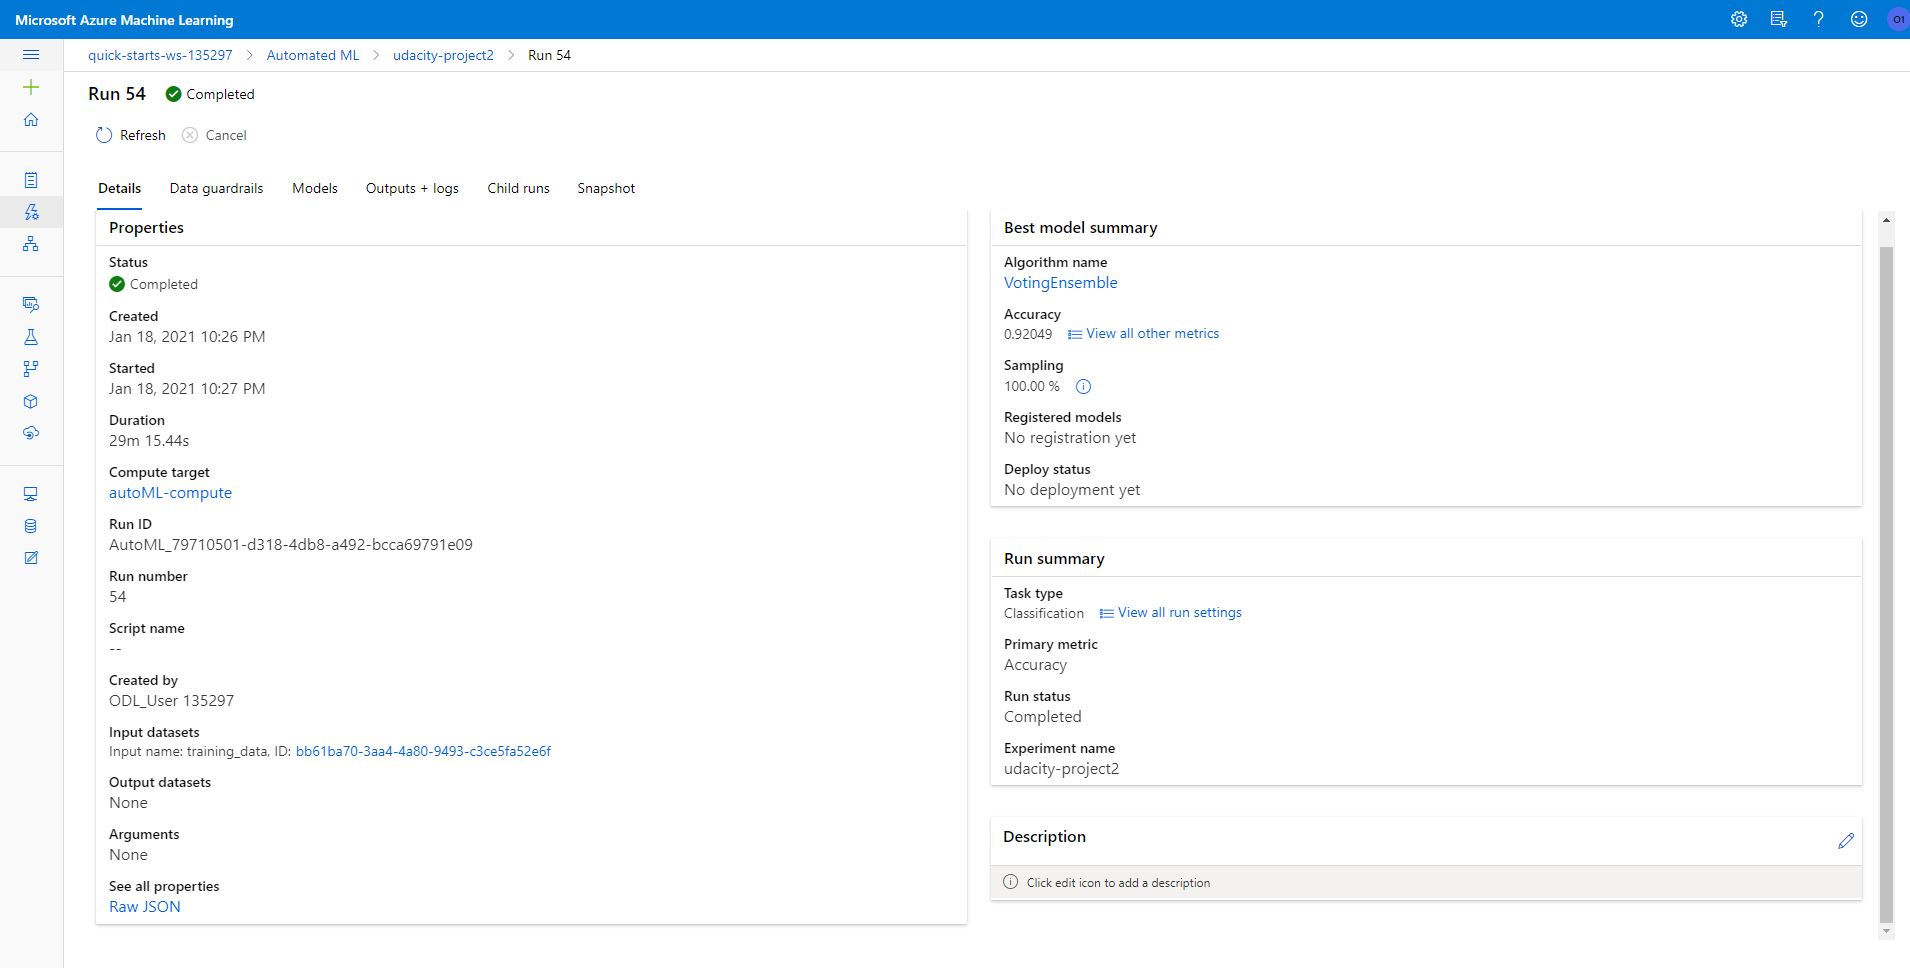 Microsoft Azure Machine Learning
O1
quick-starts-ws-135297 > Automated ML > udacity-project2 > Run 54
Run 54 Completed
Refresh Cancel
Details Data guardrails Models Outputs + logs Child runs Snapshot
Properties
Status
Completed
Created
Jan 18, 2021 10:26 PM
Started
Jan 18, 2021 10:27 PM
Duration
29m 15.44s
Compute target
autoML-compute
Run ID
AutoML_79710501-d318-4db8-a492-bcca69791e09
Run number
54
Script name
--
Created by
ODL_User 135297
Input datasets
Input name: training_data, ID: bb61ba70-3aa4-4a80-9493-c3ce5fa52e6f
Output datasets
None
Arguments
None
See all properties
Raw JSON
Best model summary
Algorithm name
VotingEnsemble
Accuracy
0.92049 View all other metrics
Sampling
100.00 %
Registered models
No registration yet
Deploy status
No deployment yet
Run summary
Task type
Classification View all run settings
Primary metric
Accuracy
Run status
Completed
Experiment name
udacity-project2
Description
Click edit icon to add a description